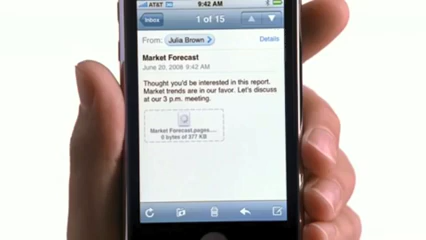 AT&T 9:42 AM
Inbox 1 of 15
From: Julia Brown Details
Market Forecast
June 20, 2008 9:42 AM
Thought you'd be interested in this report.
Market trends are in our favor. Let's discuss
at our 3 p.m. meeting.
Market Forecast.pages....
0 bytes of 377 KB